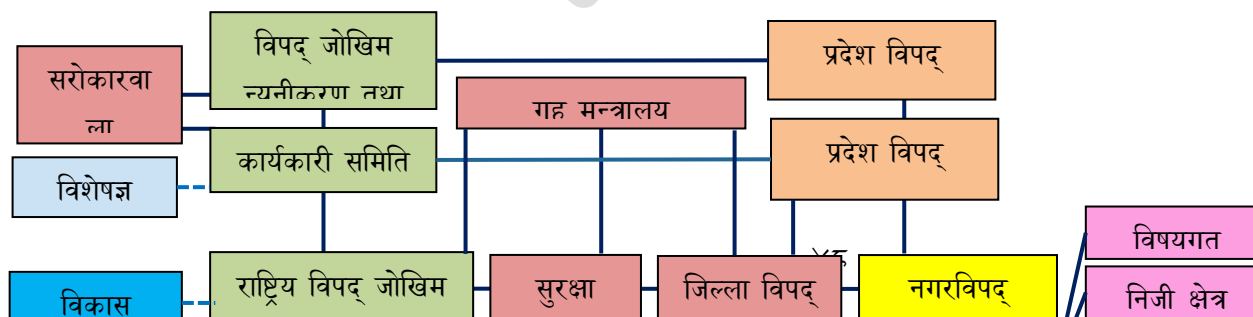 विपद् जोखिम
न्यूनीकरण तथा
प्रदेश विपद्
सरोकारवा
ला
गृह मन्त्रालय
कार्यकारी समिति
प्रदेश विपद्
विशेषज्ञ
विषयगत
राष्ट्रिय विपद् जोखिम
सुरक्षा
जिल्ला विपद्
नगरविपद्
निजी क्षेत्र
विकास